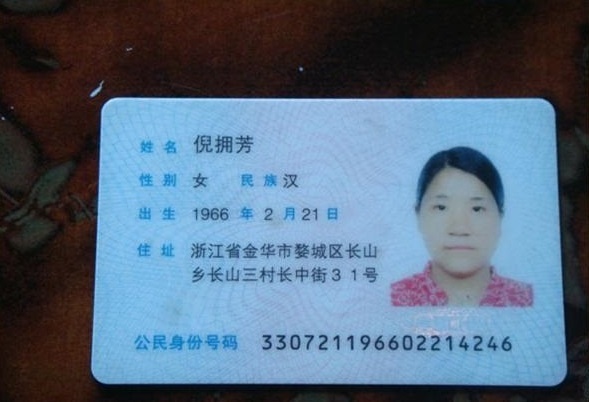 姓名 倪拥芳
性别 女 民族 汉
出生 1966 年 2 月 21 日
住址 浙江省金华市婺城区长山
乡长山三村长中街31号
公民身份号码 330721196602214246